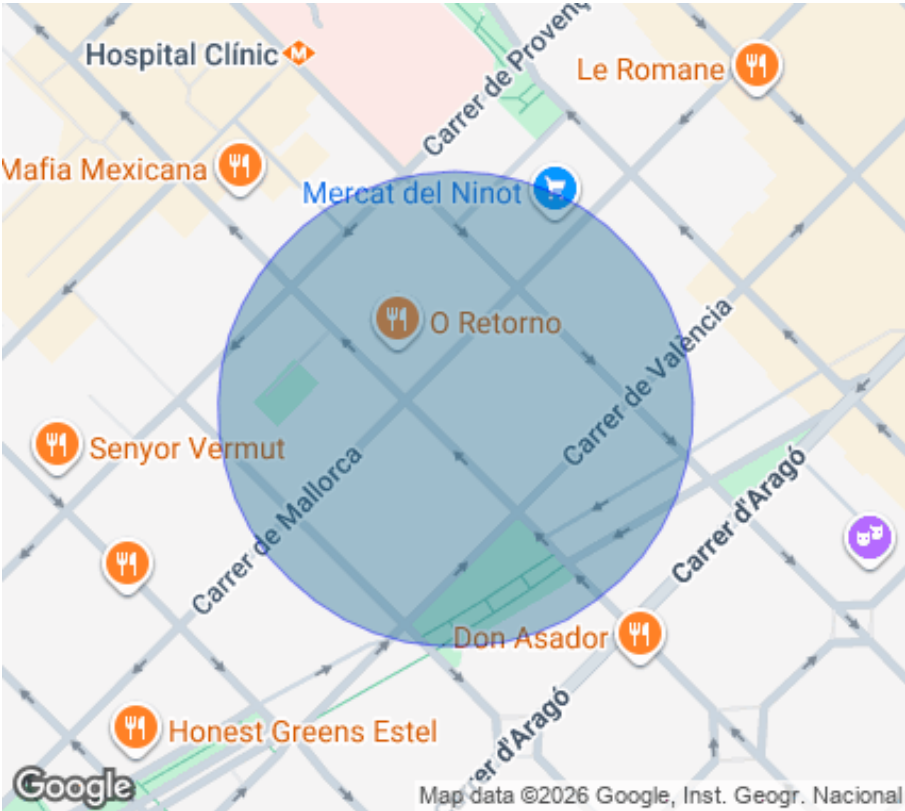 Carrer de Provenç
Hospital Clínic
M
Le Romane
Mafia Mexicana
Mercat del Ninot
O Retorno
Carrer de València
Senyor Vermut
Carrer de Mallorca
Carrer d'Aragó
Don Asador
Honest Greens Estel
Carrer d'Aragó
Google
Map data ©2026 Google, Inst. Geogr. Nacional